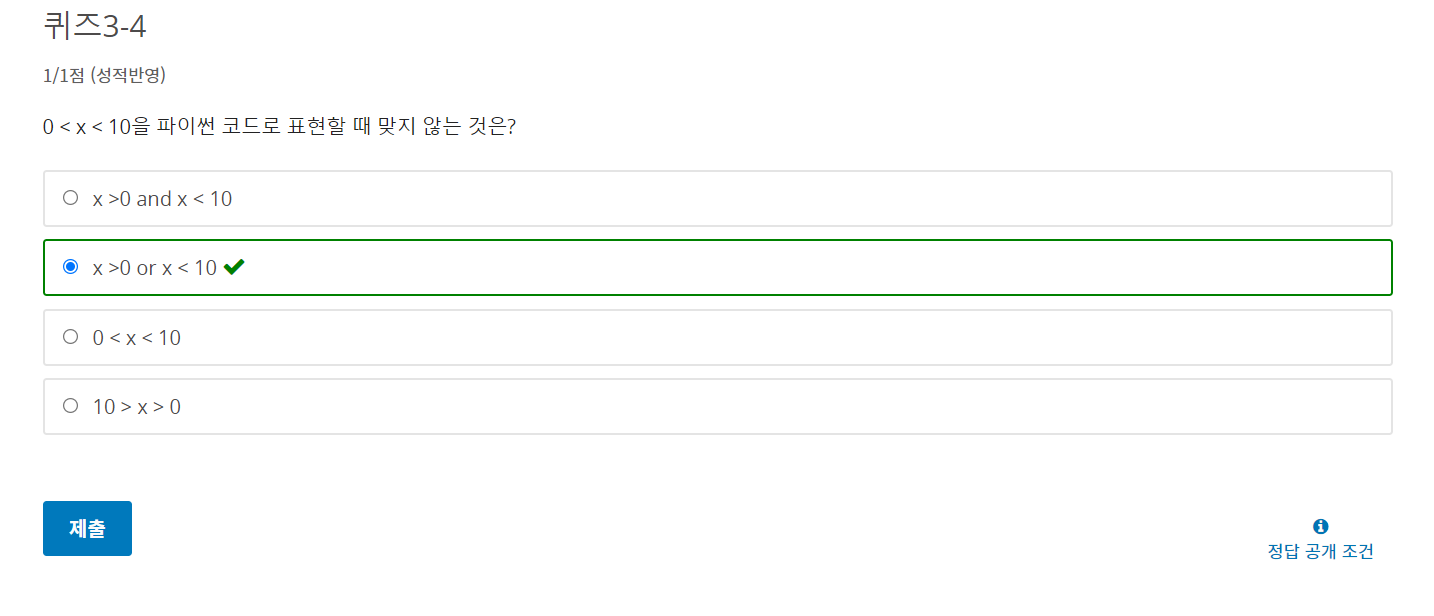 퀴즈3-4
1/1점 (성적반영)
0 < x < 10을 파이썬 코드로 표현할 때 맞지 않는 것은?
x >0 and x < 10
x >0 or x < 10
0 < x < 10
10 > x > 0
제출
정답 공개 조건